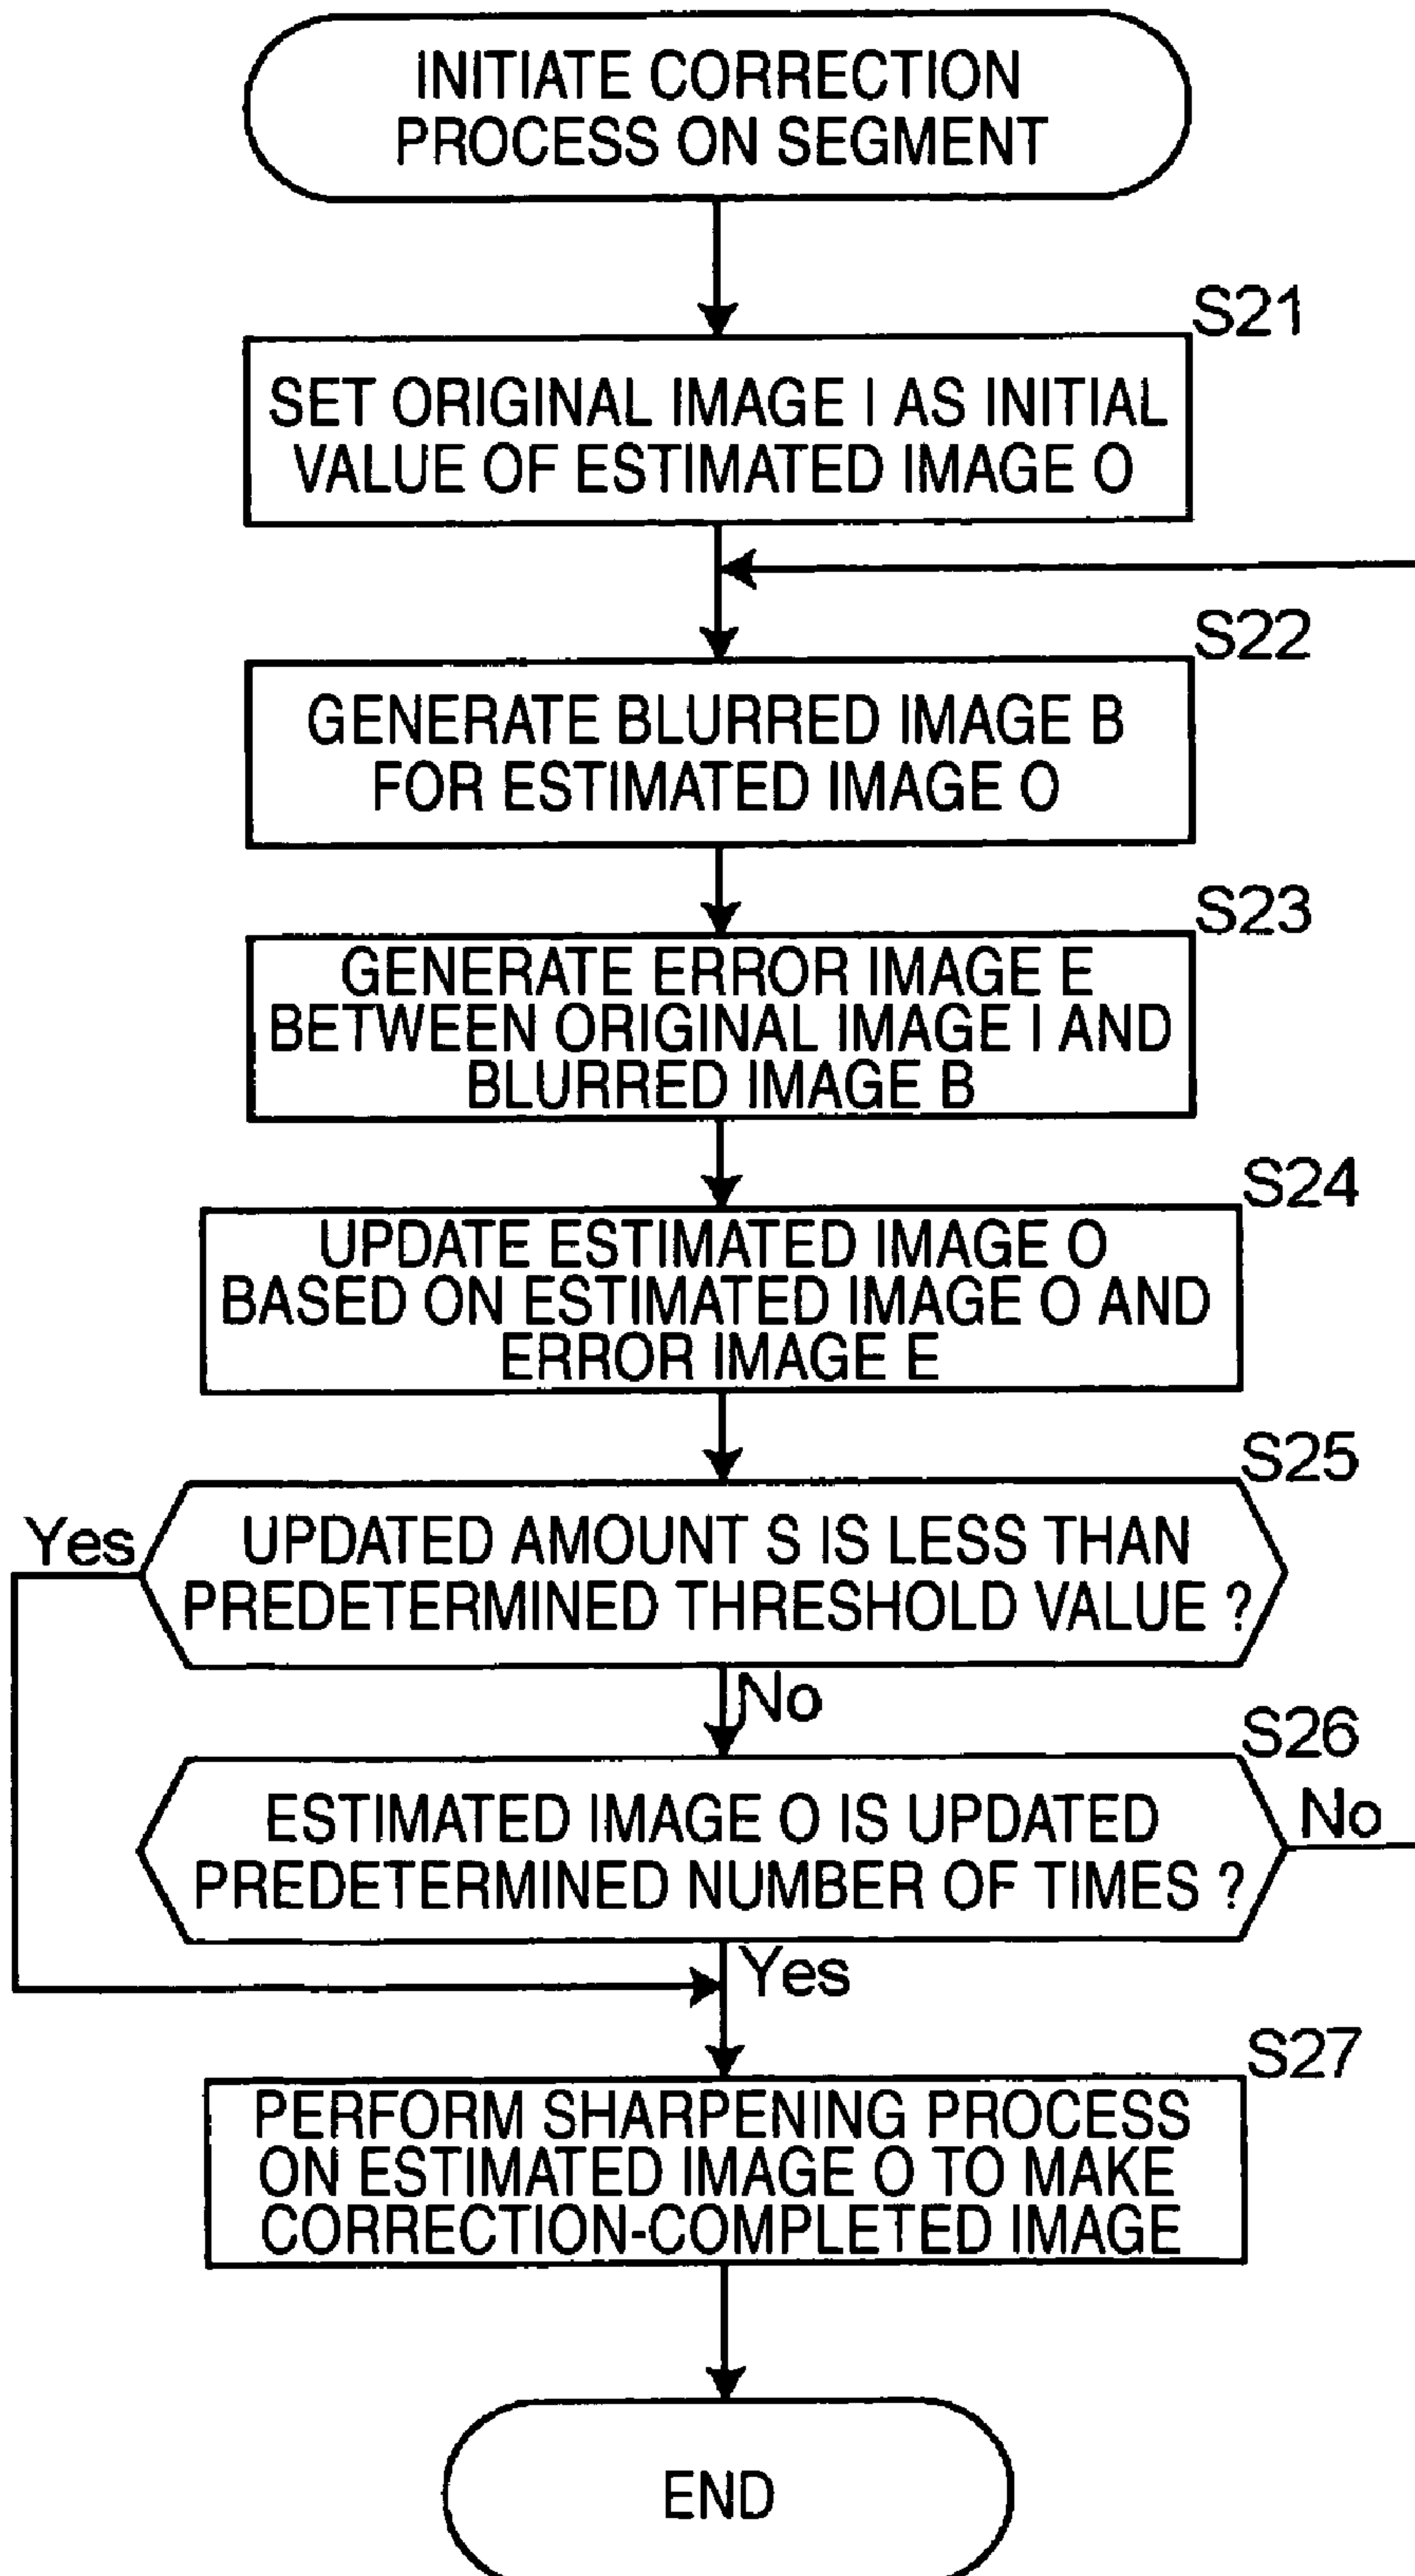 INITIATE CORRECTION
PROCESS ON SEGMENT
S21
SET ORIGINAL IMAGE I AS INITIAL
VALUE OF ESTIMATED IMAGE O
S22
GENERATE BLURRED IMAGE B
FOR ESTIMATED IMAGE O
S23
GENERATE ERROR IMAGE E
BETWEEN ORIGINAL IMAGE I AND
BLURRED IMAGE B
S24
UPDATE ESTIMATED IMAGE O
BASED ON ESTIMATED IMAGE O AND
ERROR IMAGE E
S25
Yes
UPDATED AMOUNT S IS LESS THAN
PREDETERMINED THRESHOLD VALUE ?
No
S26
ESTIMATED IMAGE O IS UPDATED
PREDETERMINED NUMBER OF TIMES ?
No
Yes
S27
PERFORM SHARPENING PROCESS
ON ESTIMATED IMAGE O TO MAKE
CORRECTION-COMPLETED IMAGE
END